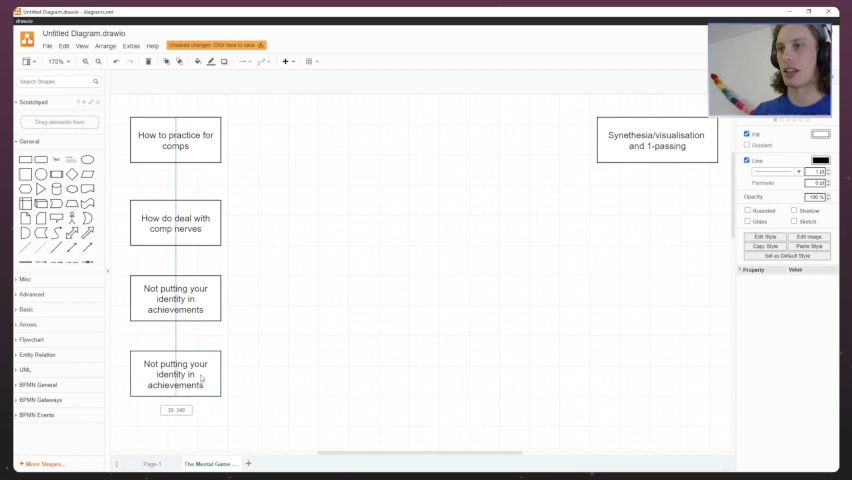 Untitled Diagram.drawio - diagrams.net
draw.io
Untitled Diagram.drawio
File Edit View Arrange Extras Help
Unsaved changes. Click here to save.
175%
Search Shapes
Scratchpad
Drag elements here
General
Text
Misc
Advanced
Basic
Arrows
Flowchart
Entity Relation
UML
BPMN General
BPMN Gateways
BPMN Events
+ More Shapes...
How to practice for
comps
How do deal with
comp nerves
Not putting your
identity in
achievements
Not putting your
identity in
achievements
30, 340
Synethesia/visualisation
and 1-passing
Page-1
The Mental Game ...
Fill
Gradient
Line
1 pt
Perimeter
0 pt
Opacity
100 %
Rounded
Shadow
Glass
Sketch
Edit Style
Edit Image
Copy Style
Paste Style
Set as Default Style
Property
Value